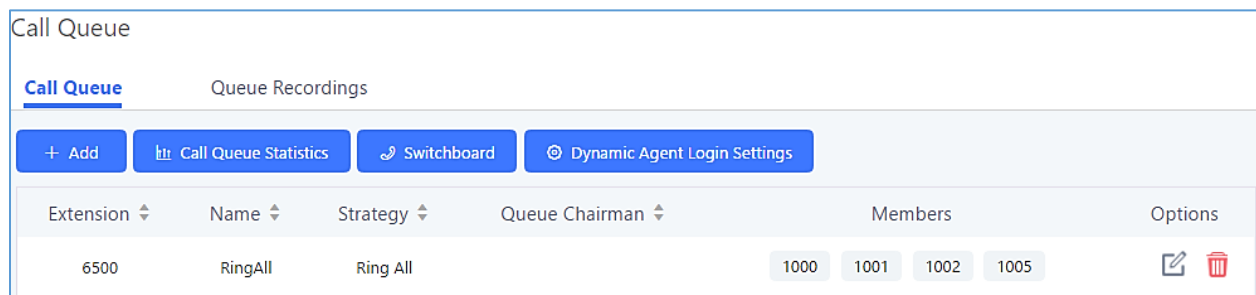 Call Queue
Call Queue Queue Recordings
+ Add Call Queue Statistics Switchboard Dynamic Agent Login Settings
Extension Name Strategy Queue Chairman Members Options
6500 RingAll Ring All 1000 1001 1002 1005